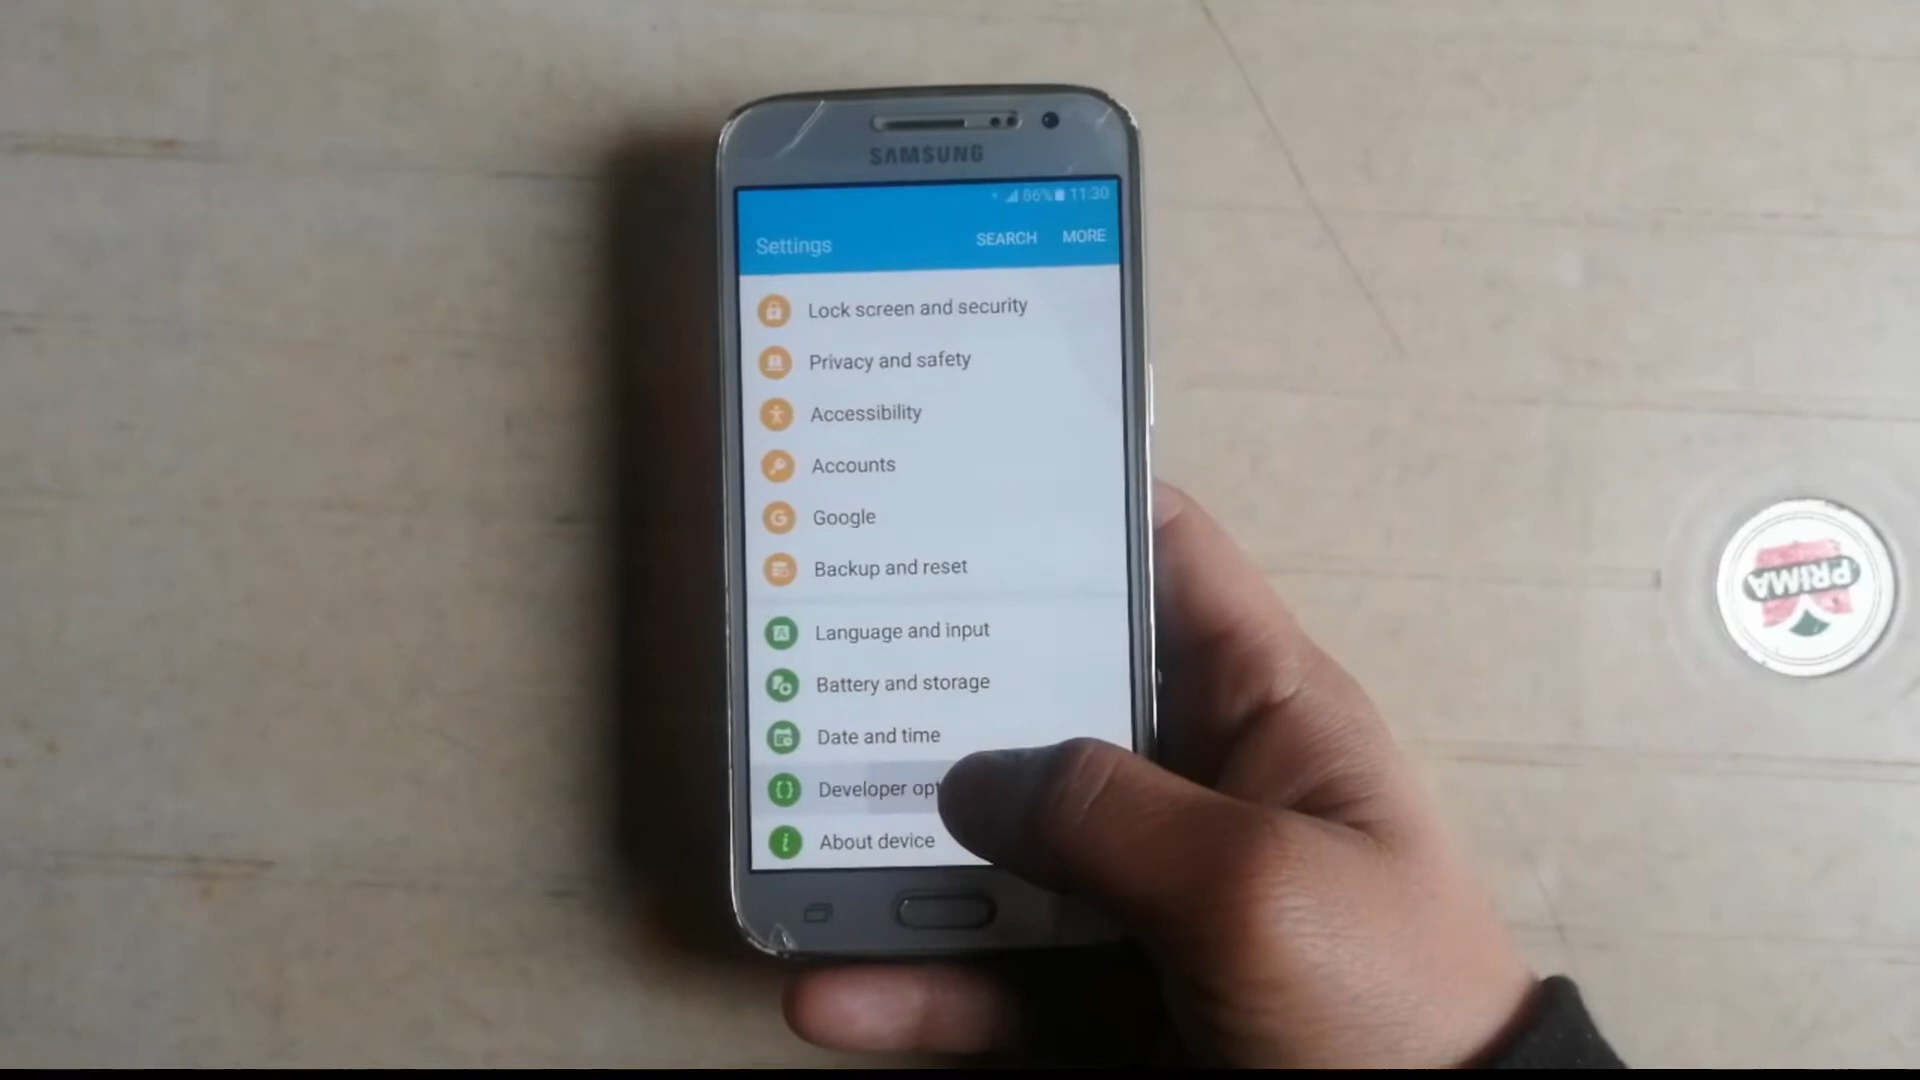 SAMSUNG
86% 11:30
Settings SEARCH MORE
Lock screen and security
Privacy and safety
Accessibility
Accounts
Google
Backup and reset
Language and input
Battery and storage
Date and time
Developer opt
About device
PRIMA